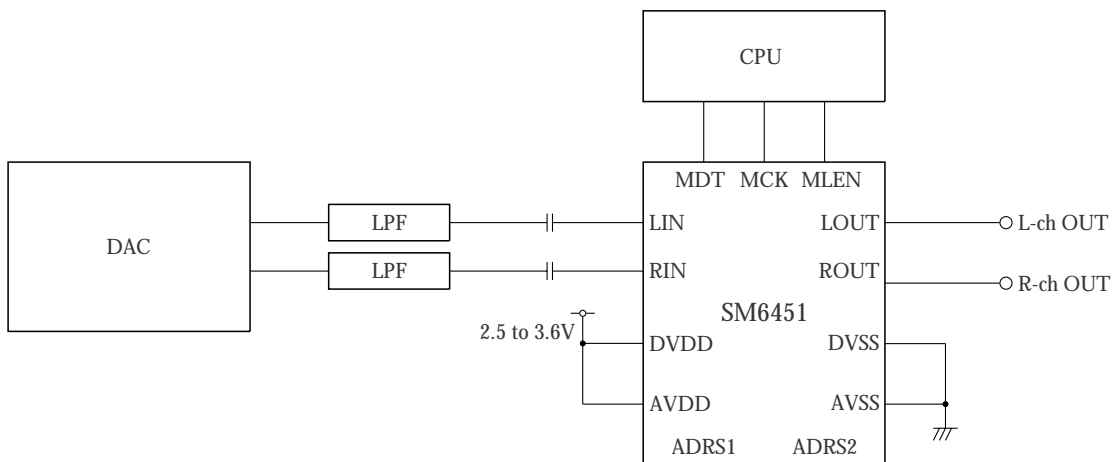 CPU
MDT MCK MLEN
DAC
LPF
LPF
LIN
LOUT
L-ch OUT
RIN
ROUT
R-ch OUT
SM6451
2.5 to 3.6V
DVDD
DVSS
AVDD
AVSS
ADRS1
ADRS2